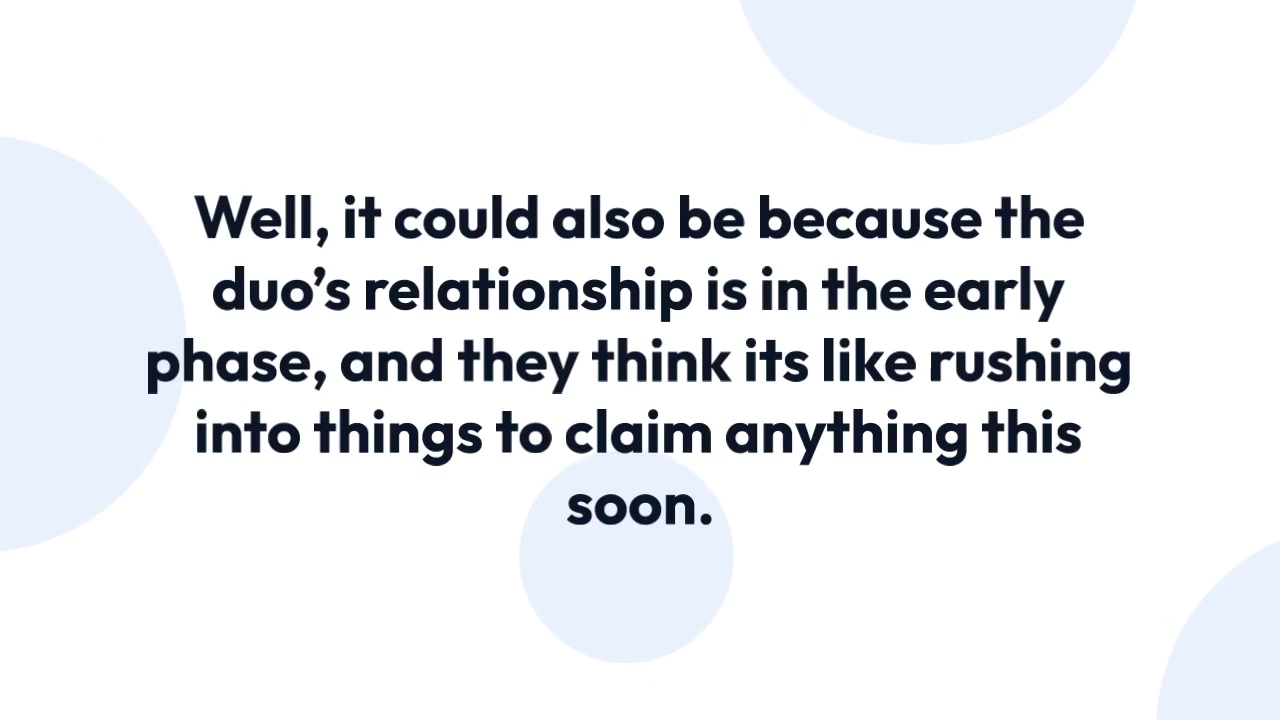 Well, it could also be because the
duo’s relationship is in the early
phase, and they think its like rushing
into things to claim anything this
soon.